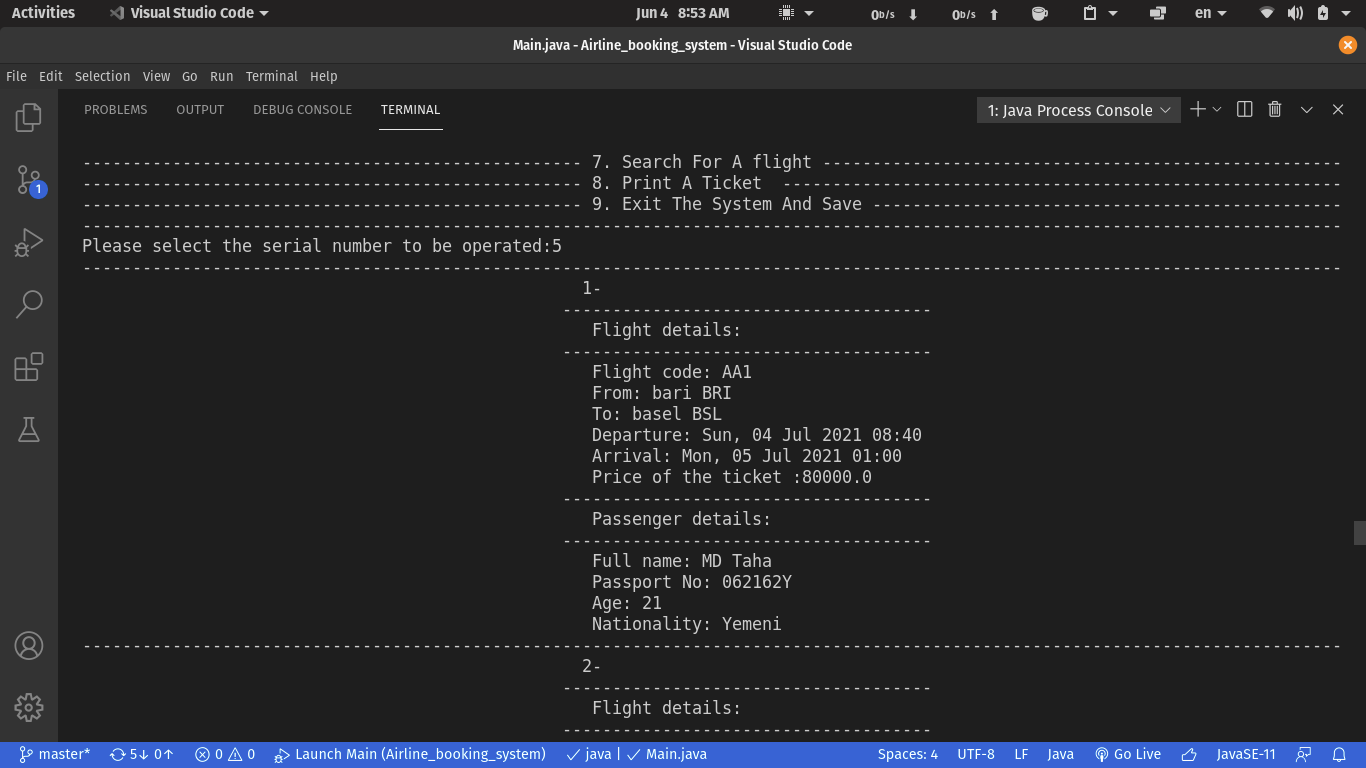 Activities Visual Studio Code Jun 4 8:53 AM 0b/s 0b/s en
Main.java - Airline_booking_system - Visual Studio Code
File Edit Selection View Go Run Terminal Help
PROBLEMS OUTPUT DEBUG CONSOLE TERMINAL 1: Java Process Console
-------------------------------------------------- 7. Search For A flight ----------------------------------------------------
-------------------------------------------------- 8. Print A Ticket  --------------------------------------------------------
-------------------------------------------------- 9. Exit The System And Save -----------------------------------------------
------------------------------------------------------------------------------------------------------------------------------
Please select the serial number to be operated:5
------------------------------------------------------------------------------------------------------------------------------
1-
-------------------------------------
Flight details:
-------------------------------------
Flight code: AA1
From: bari BRI
To: basel BSL
Departure: Sun, 04 Jul 2021 08:40
Arrival: Mon, 05 Jul 2021 01:00
Price of the ticket :80000.0
-------------------------------------
Passenger details:
-------------------------------------
Full name: MD Taha
Passport No: 062162Y
Age: 21
Nationality: Yemeni
------------------------------------------------------------------------------------------------------------------------------
2-
-------------------------------------
Flight details:
-------------------------------------
1
master* 5↓ 0↑ 0 0 Launch Main (Airline_booking_system) java | Main.java Spaces: 4 UTF-8 LF Java Go Live JavaSE-11